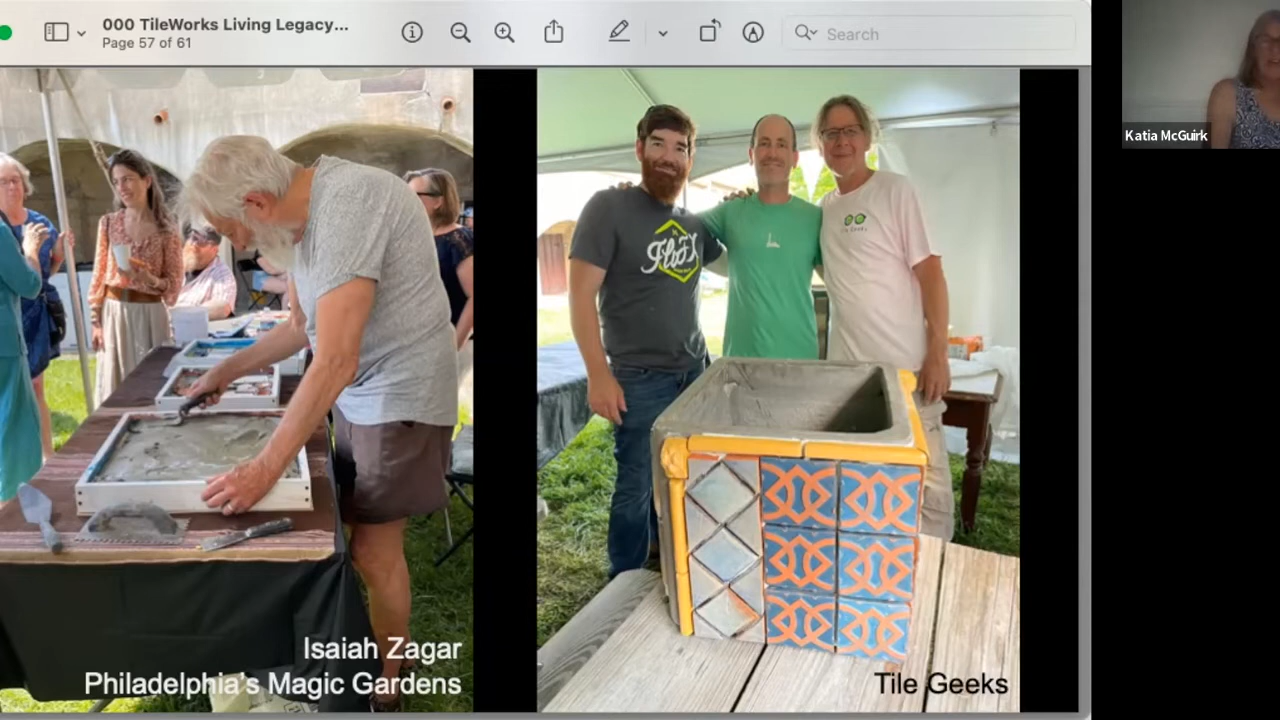 000 TileWorks Living Legacy...
Page 57 of 61
Search
Katia McGuirk
Isaiah Zagar
Philadelphia's Magic Gardens
Tile Geeks